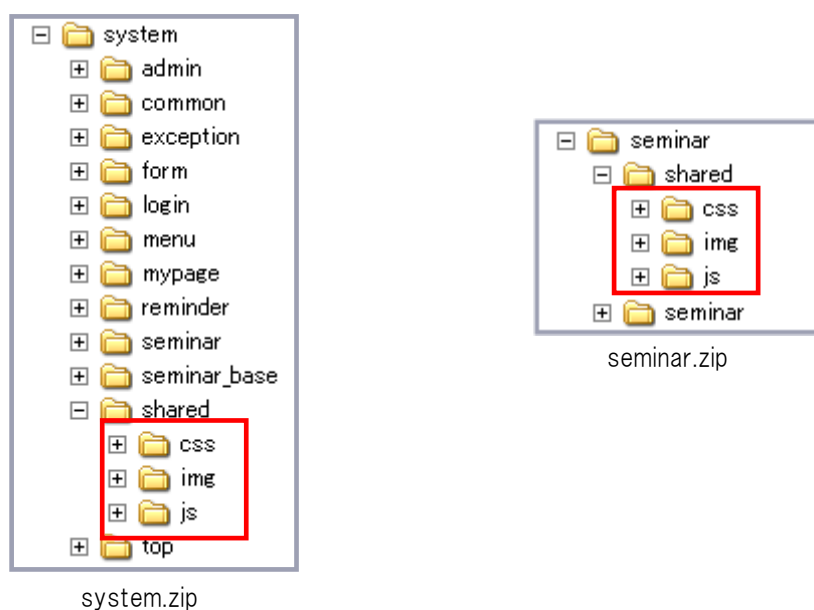 system
admin
common
exception
form
login
menu
mypage
reminder
seminar
seminar_base
shared
css
img
js
top
system.zip
seminar
shared
css
img
js
seminar
seminar.zip